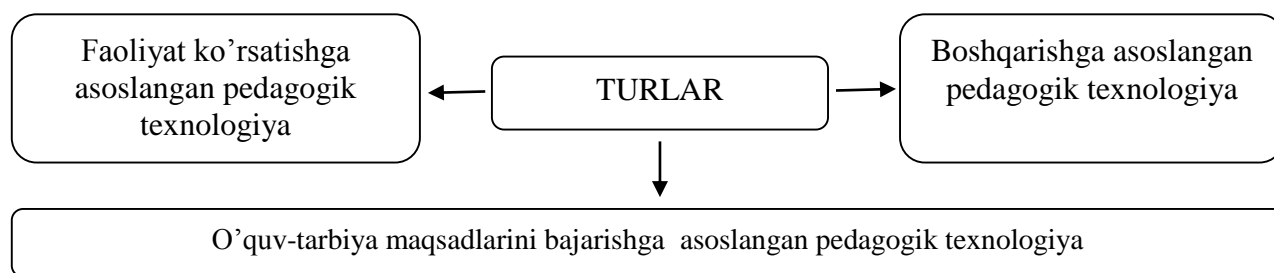 Faoliyat ko’rsatishga
asoslangan pedagogik
texnologiya
TURLAR
Boshqarishga asoslangan
pedagogik texnologiya
O’quv-tarbiya maqsadlarini bajarishga asoslangan pedagogik texnologiya